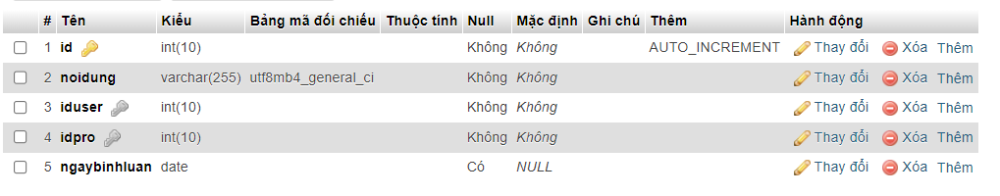 # Tên Kiểu Bảng mã đối chiếu Thuộc tính Null Mặc định Ghi chú Thêm Hành động
1 id int(10) Không Không AUTO_INCREMENT Thay đổi Xóa Thêm
2 noidung varchar(255) utf8mb4_general_ci Không Không Thay đổi Xóa Thêm
3 iduser int(10) Không Không Thay đổi Xóa Thêm
4 idpro int(10) Không Không Thay đổi Xóa Thêm
5 ngaybinhluan date Có NULL Thay đổi Xóa Thêm